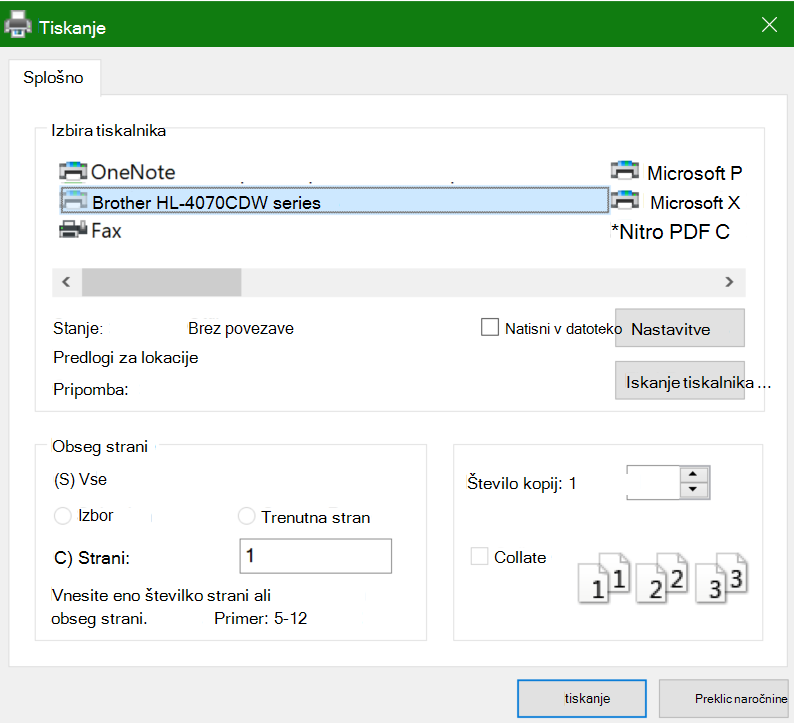 Tiskanje
Splošno
Izbira tiskalnika
OneNote
Microsoft P
Brother HL-4070CDW series
Microsoft X
Fax
*Nitro PDF C
Stanje:
Brez povezave
Natisni v datoteko
Nastavitve
Predlogi za lokacije
Pripomba:
Iskanje tiskalnika ...
Obseg strani
(S) Vse
Izbor
Trenutna stran
C) Strani:
1
Vnesite eno številko strani ali
obseg strani.
Primer: 5-12
Število kopij: 1
Collate
1 1 2 2 3 3
tiskanje
Preklic naročnine